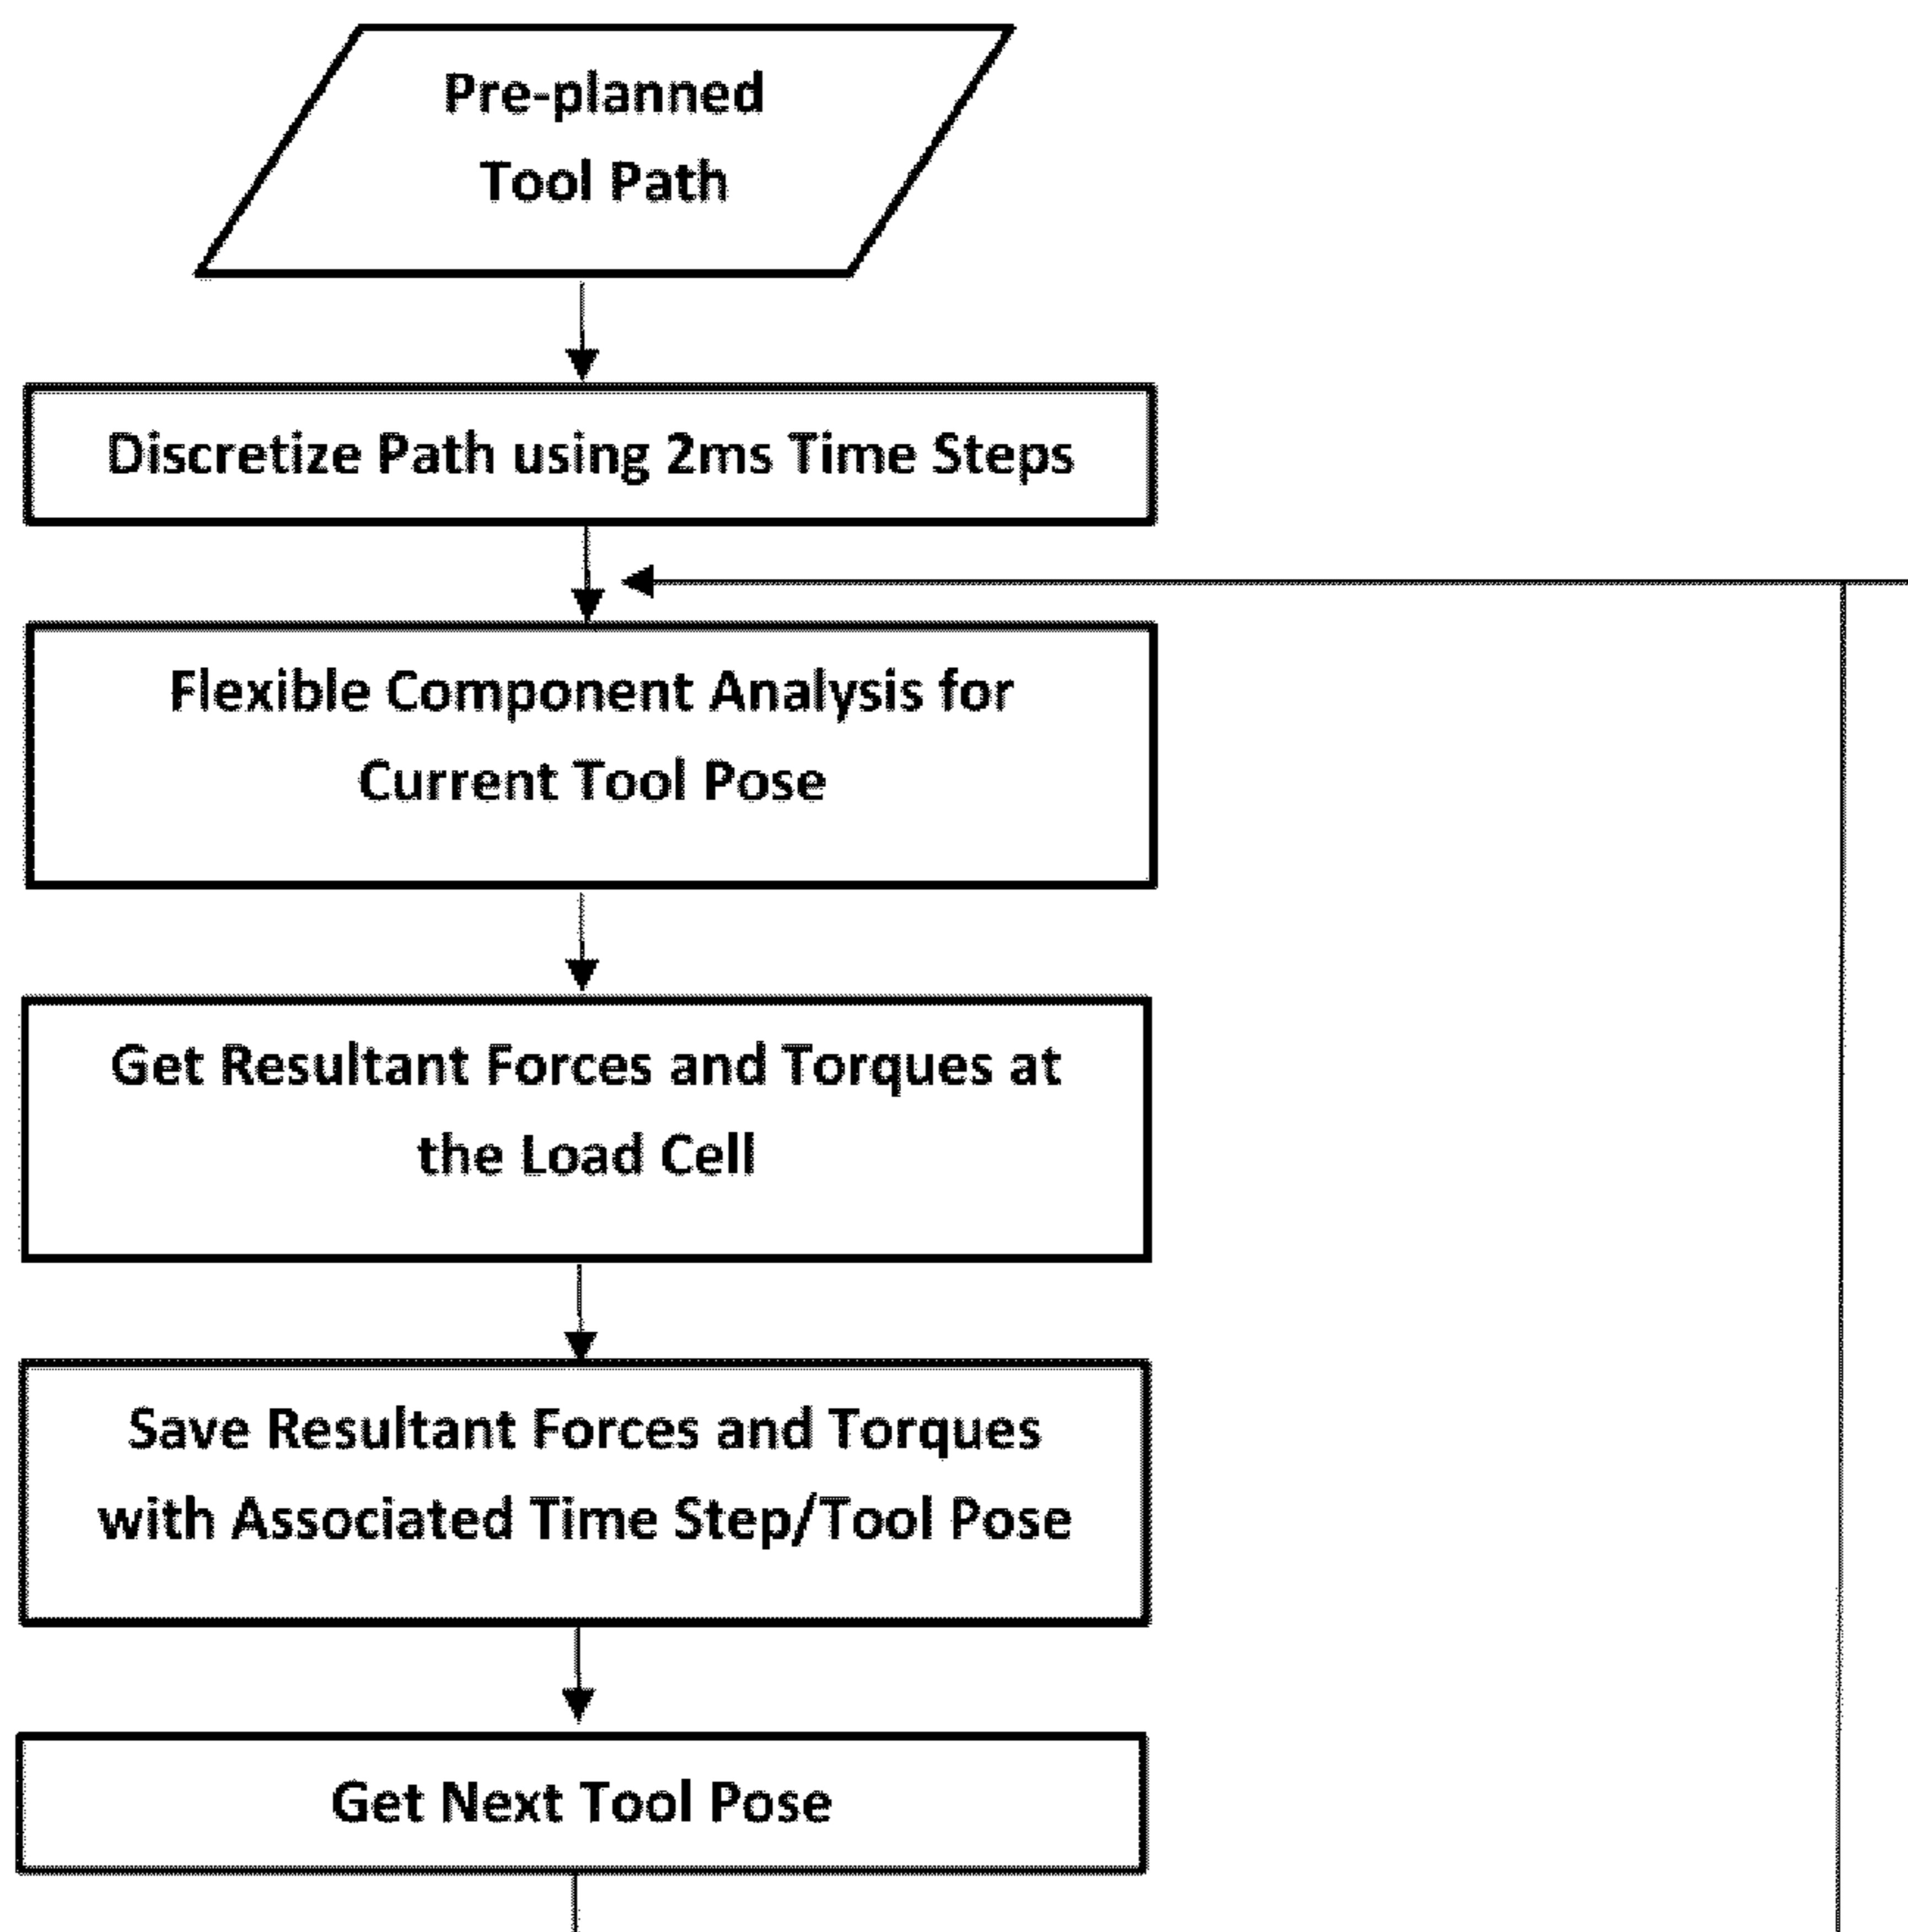 Pre-planned
Tool Path
Discretize Path using 2ms Time Steps
Flexible Component Analysis for
Current Tool Pose
Get Resultant Forces and Torques at
the Load Cell
Save Resultant Forces and Torques
with Associated Time Step/Tool Pose
Get Next Tool Pose